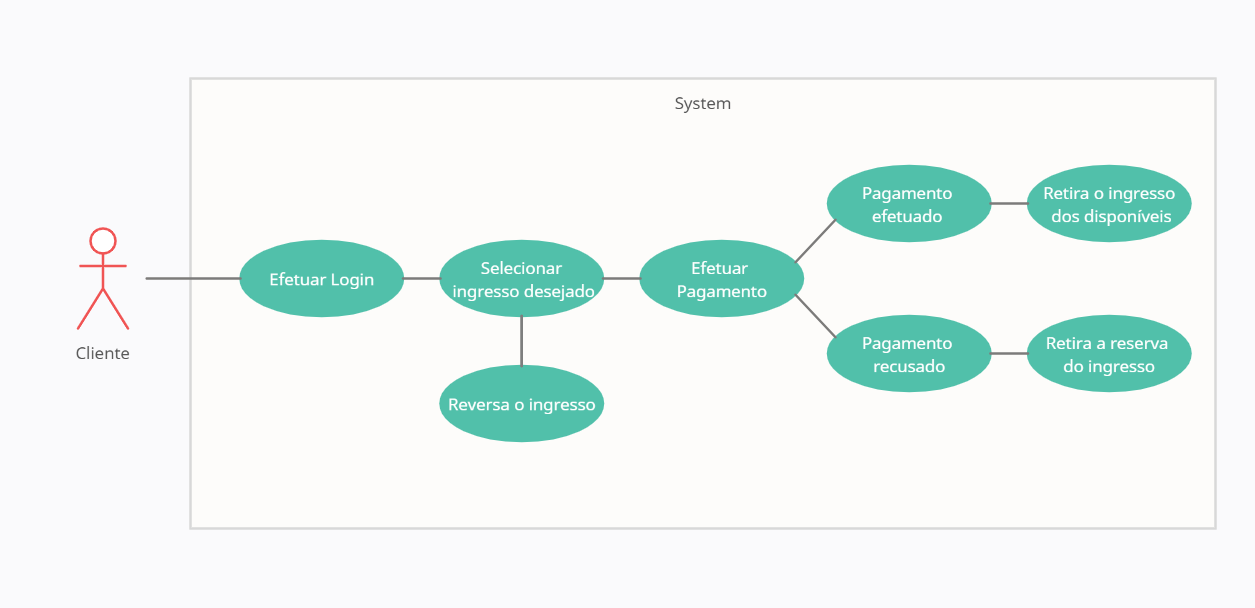 System
Cliente
Efetuar Login
Selecionar
ingresso desejado
Reversa o ingresso
Efetuar
Pagamento
Pagamento
efetuado
Retira o ingresso
dos disponíveis
Pagamento
recusado
Retira a reserva
do ingresso